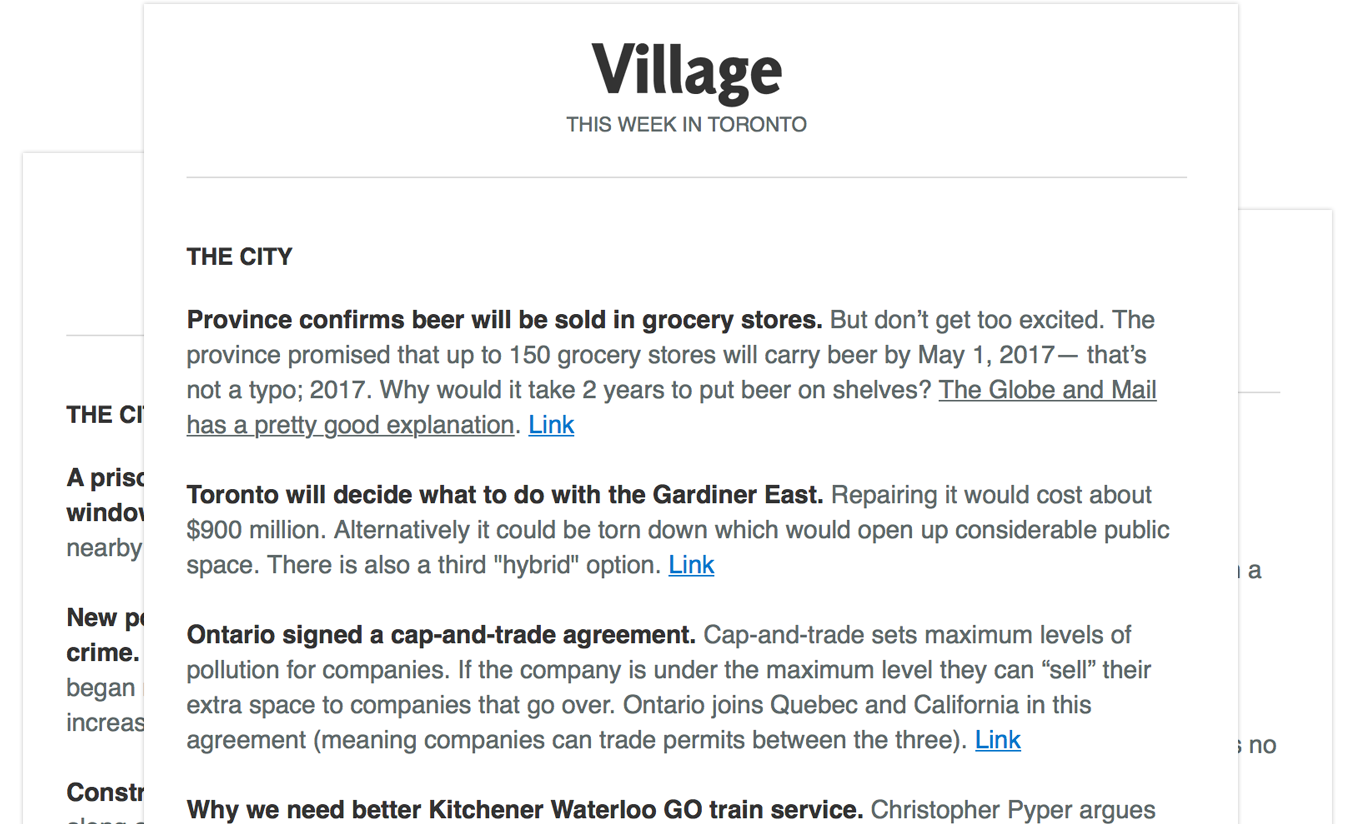 Village
THIS WEEK IN TORONTO
THE CITY
Province confirms beer will be sold in grocery stores. But don’t get too excited. The
province promised that up to 150 grocery stores will carry beer by May 1, 2017— that’s
not a typo; 2017. Why would it take 2 years to put beer on shelves? The Globe and Mail
has a pretty good explanation. Link
Toronto will decide what to do with the Gardiner East. Repairing it would cost about
$900 million. Alternatively it could be torn down which would open up considerable public
space. There is also a third "hybrid" option. Link
Ontario signed a cap-and-trade agreement. Cap-and-trade sets maximum levels of
pollution for companies. If the company is under the maximum level they can “sell” their
extra space to companies that go over. Ontario joins Quebec and California in this
agreement (meaning companies can trade permits between the three). Link
Why we need better Kitchener Waterloo GO train service. Christopher Pyper argues
THE
A
nearby
New
crime.
began
a
no